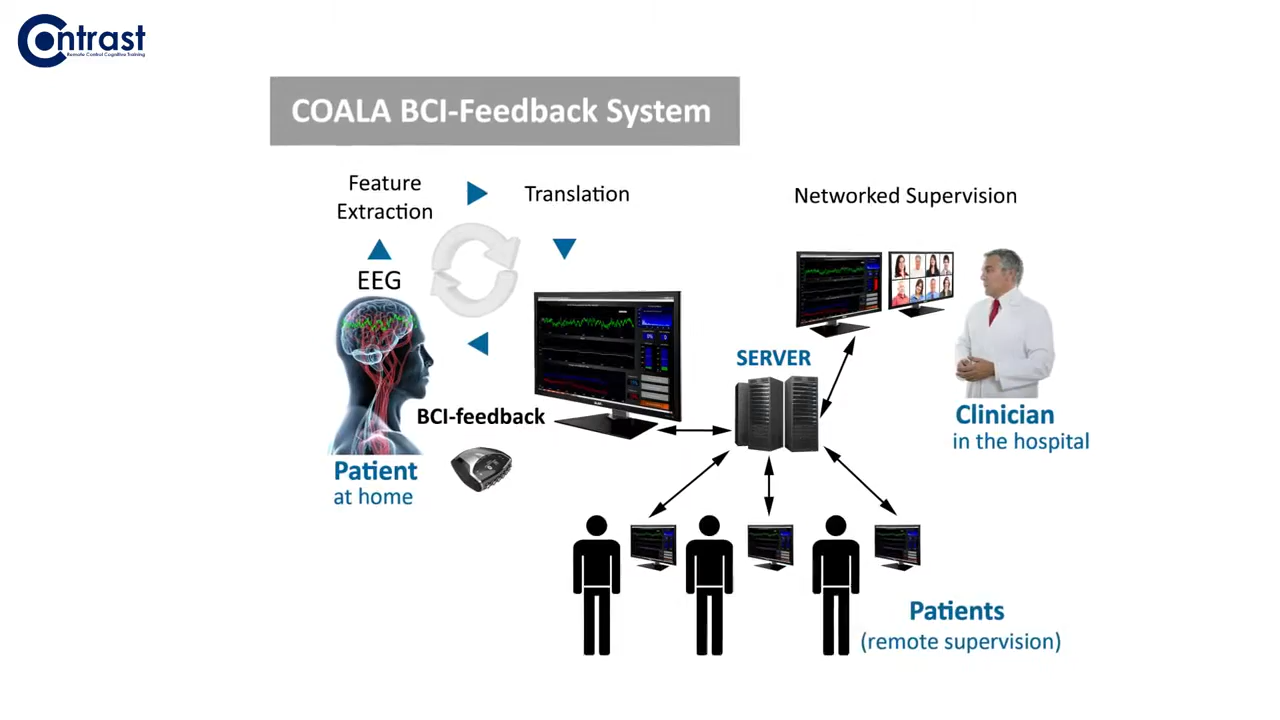 Contrast
Remote Control Cognitive Training
COALA BCI-Feedback System
Feature
Extraction
Translation
Networked Supervision
EEG
SERVER
BCI-feedback
Clinician
in the hospital
Patient
at home
Patients
(remote supervision)